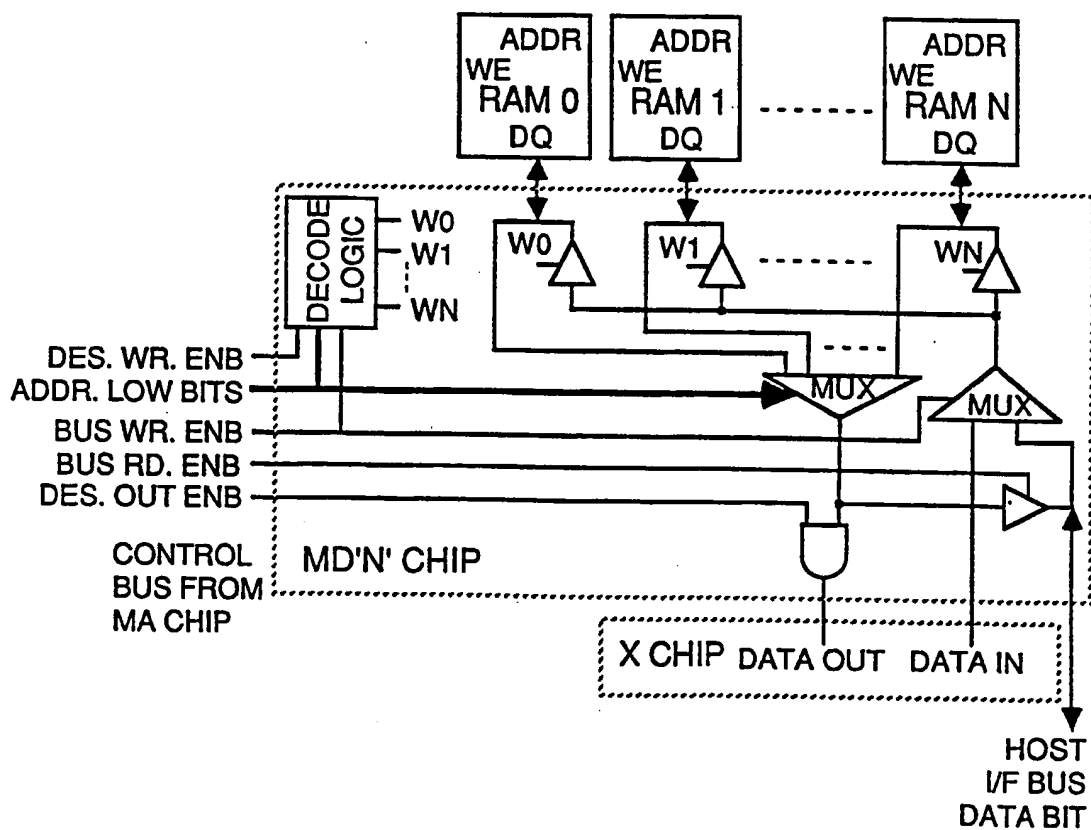 ADDR
WE
RAM 0
DQ
ADDR
WE
RAM 1
DQ
ADDR
WE
RAM N
DQ
DECODE
LOGIC
W0
W1
WN
W0
W1
WN
DES. WR. ENB
ADDR. LOW BITS
BUS WR. ENB
BUS RD. ENB
DES. OUT ENB
MUX
MUX
CONTROL
BUS FROM
MA CHIP
MD'N' CHIP
X CHIP DATA OUT DATA IN
HOST
I/F BUS
DATA BIT